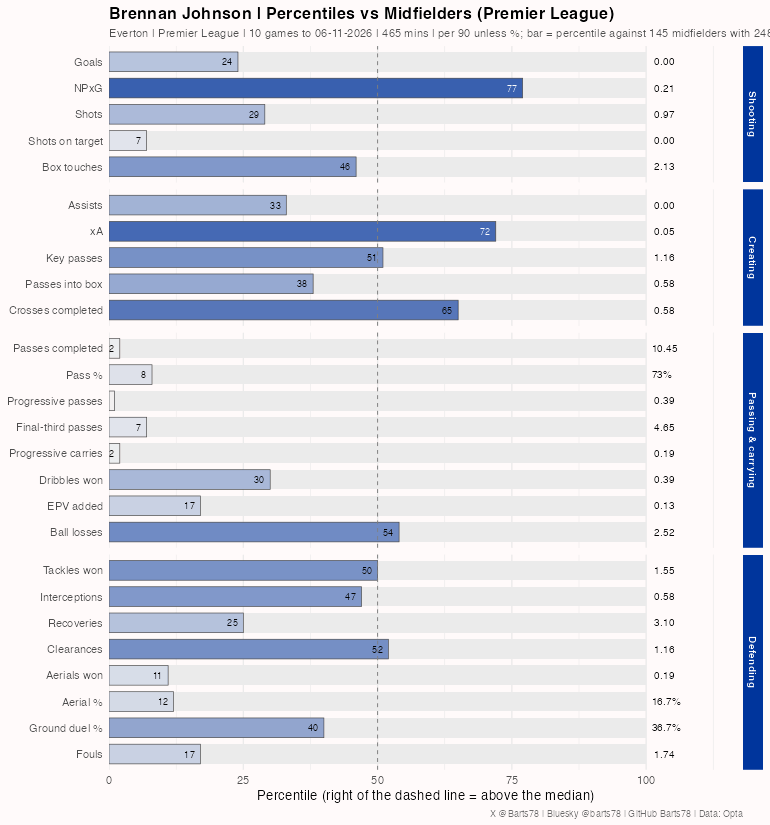 Brennan Johnson | Percentiles vs Midfielders (Premier League)
Everton | Premier League | 10 games to 06-11-2026 | 465 mins | per 90 unless %; bar = percentile against 145 midfielders with 248
Goals 24 0.00
NPxG 77 0.21
Shots 29 0.97
Shots on target 7 0.00
Box touches 46 2.13
Shooting
Assists 33 0.00
xA 72 0.05
Key passes 51 1.16
Passes into box 38 0.58
Crosses completed 65 0.58
Creating
Passes completed 2 10.45
Pass % 8 73%
Progressive passes 0.39
Final-third passes 7 4.65
Progressive carries 2 0.19
Dribbles won 30 0.39
EPV added 17 0.13
Ball losses 54 2.52
Passing & carrying
Tackles won 50 1.55
Interceptions 47 0.58
Recoveries 25 3.10
Clearances 52 1.16
Aerials won 11 0.19
Aerial % 12 16.7%
Ground duel % 40 36.7%
Fouls 17 1.74
Defending
0 25 50 75 100
Percentile (right of the dashed line = above the median)
X @Barts78 | Bluesky @barts78 | GitHub Barts78 | Data: Opta